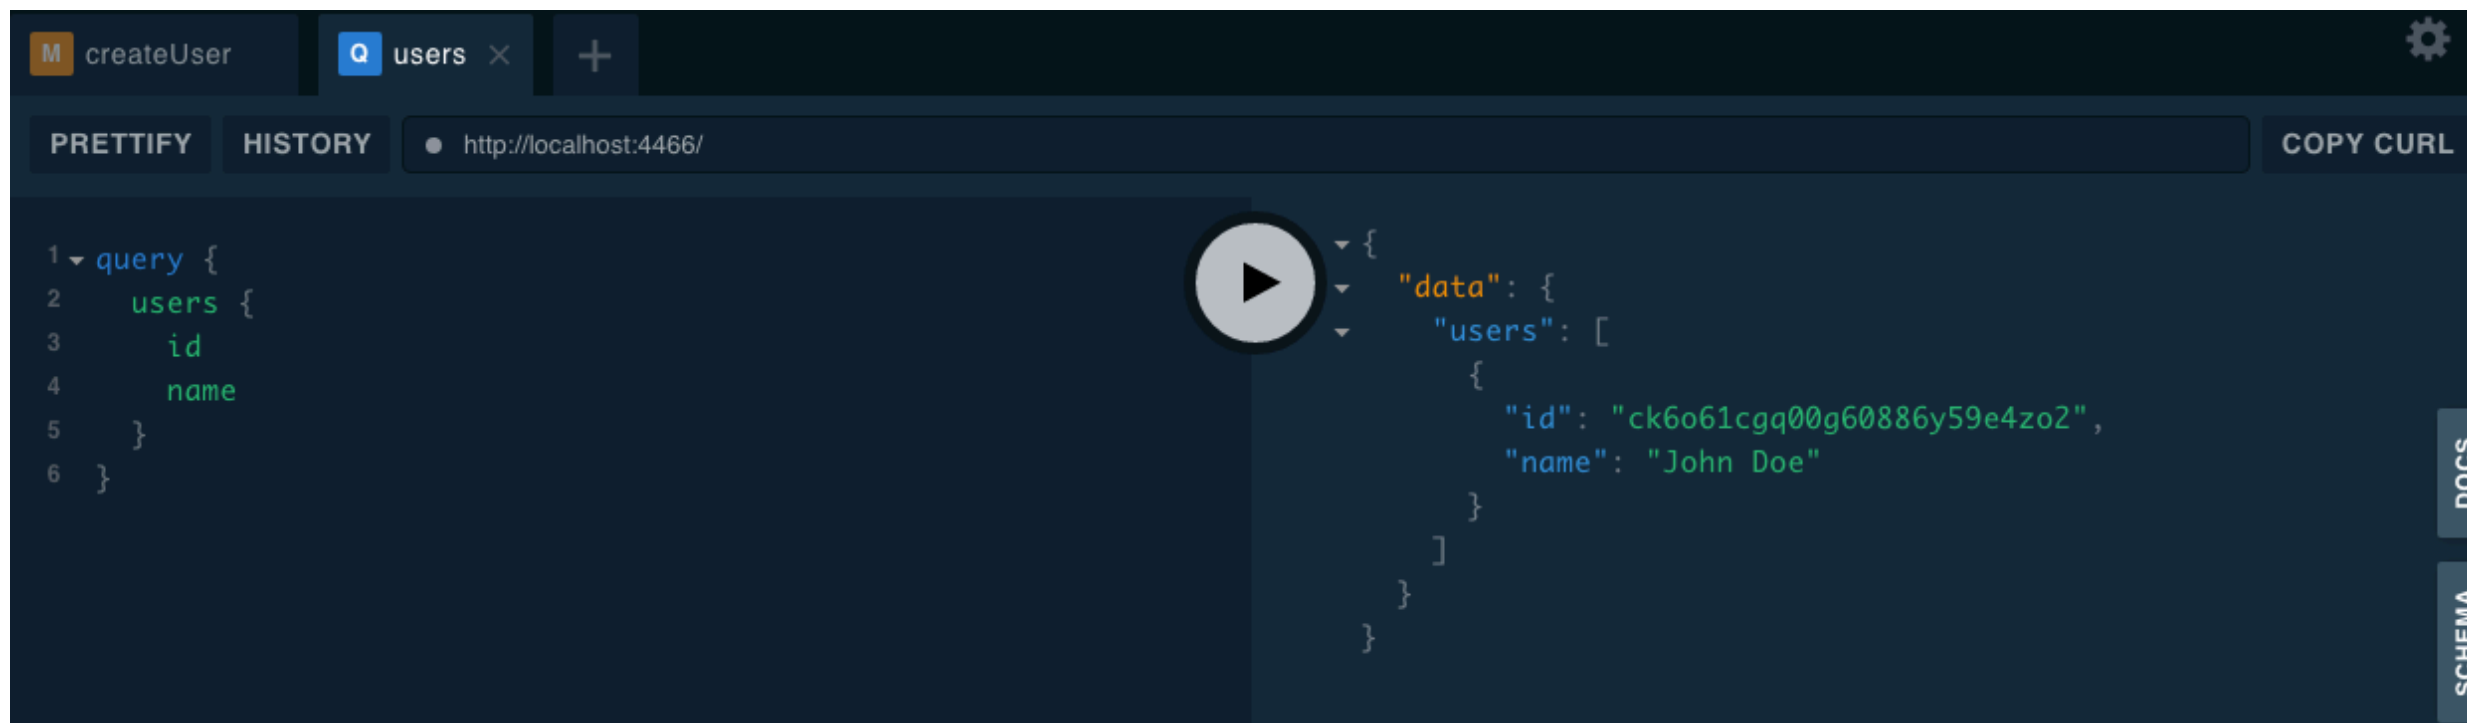 M createUser
Q users
PRETTIFY HISTORY http://localhost:4466/ COPY CURL
1 query {
2 users {
3 id
4 name
5 }
6 }
{
"data": {
"users": [
{
"id": "ck6o61cgq00g60886y59e4zo2",
"name": "John Doe"
}
]
}
}
DOCS
SCHEMA